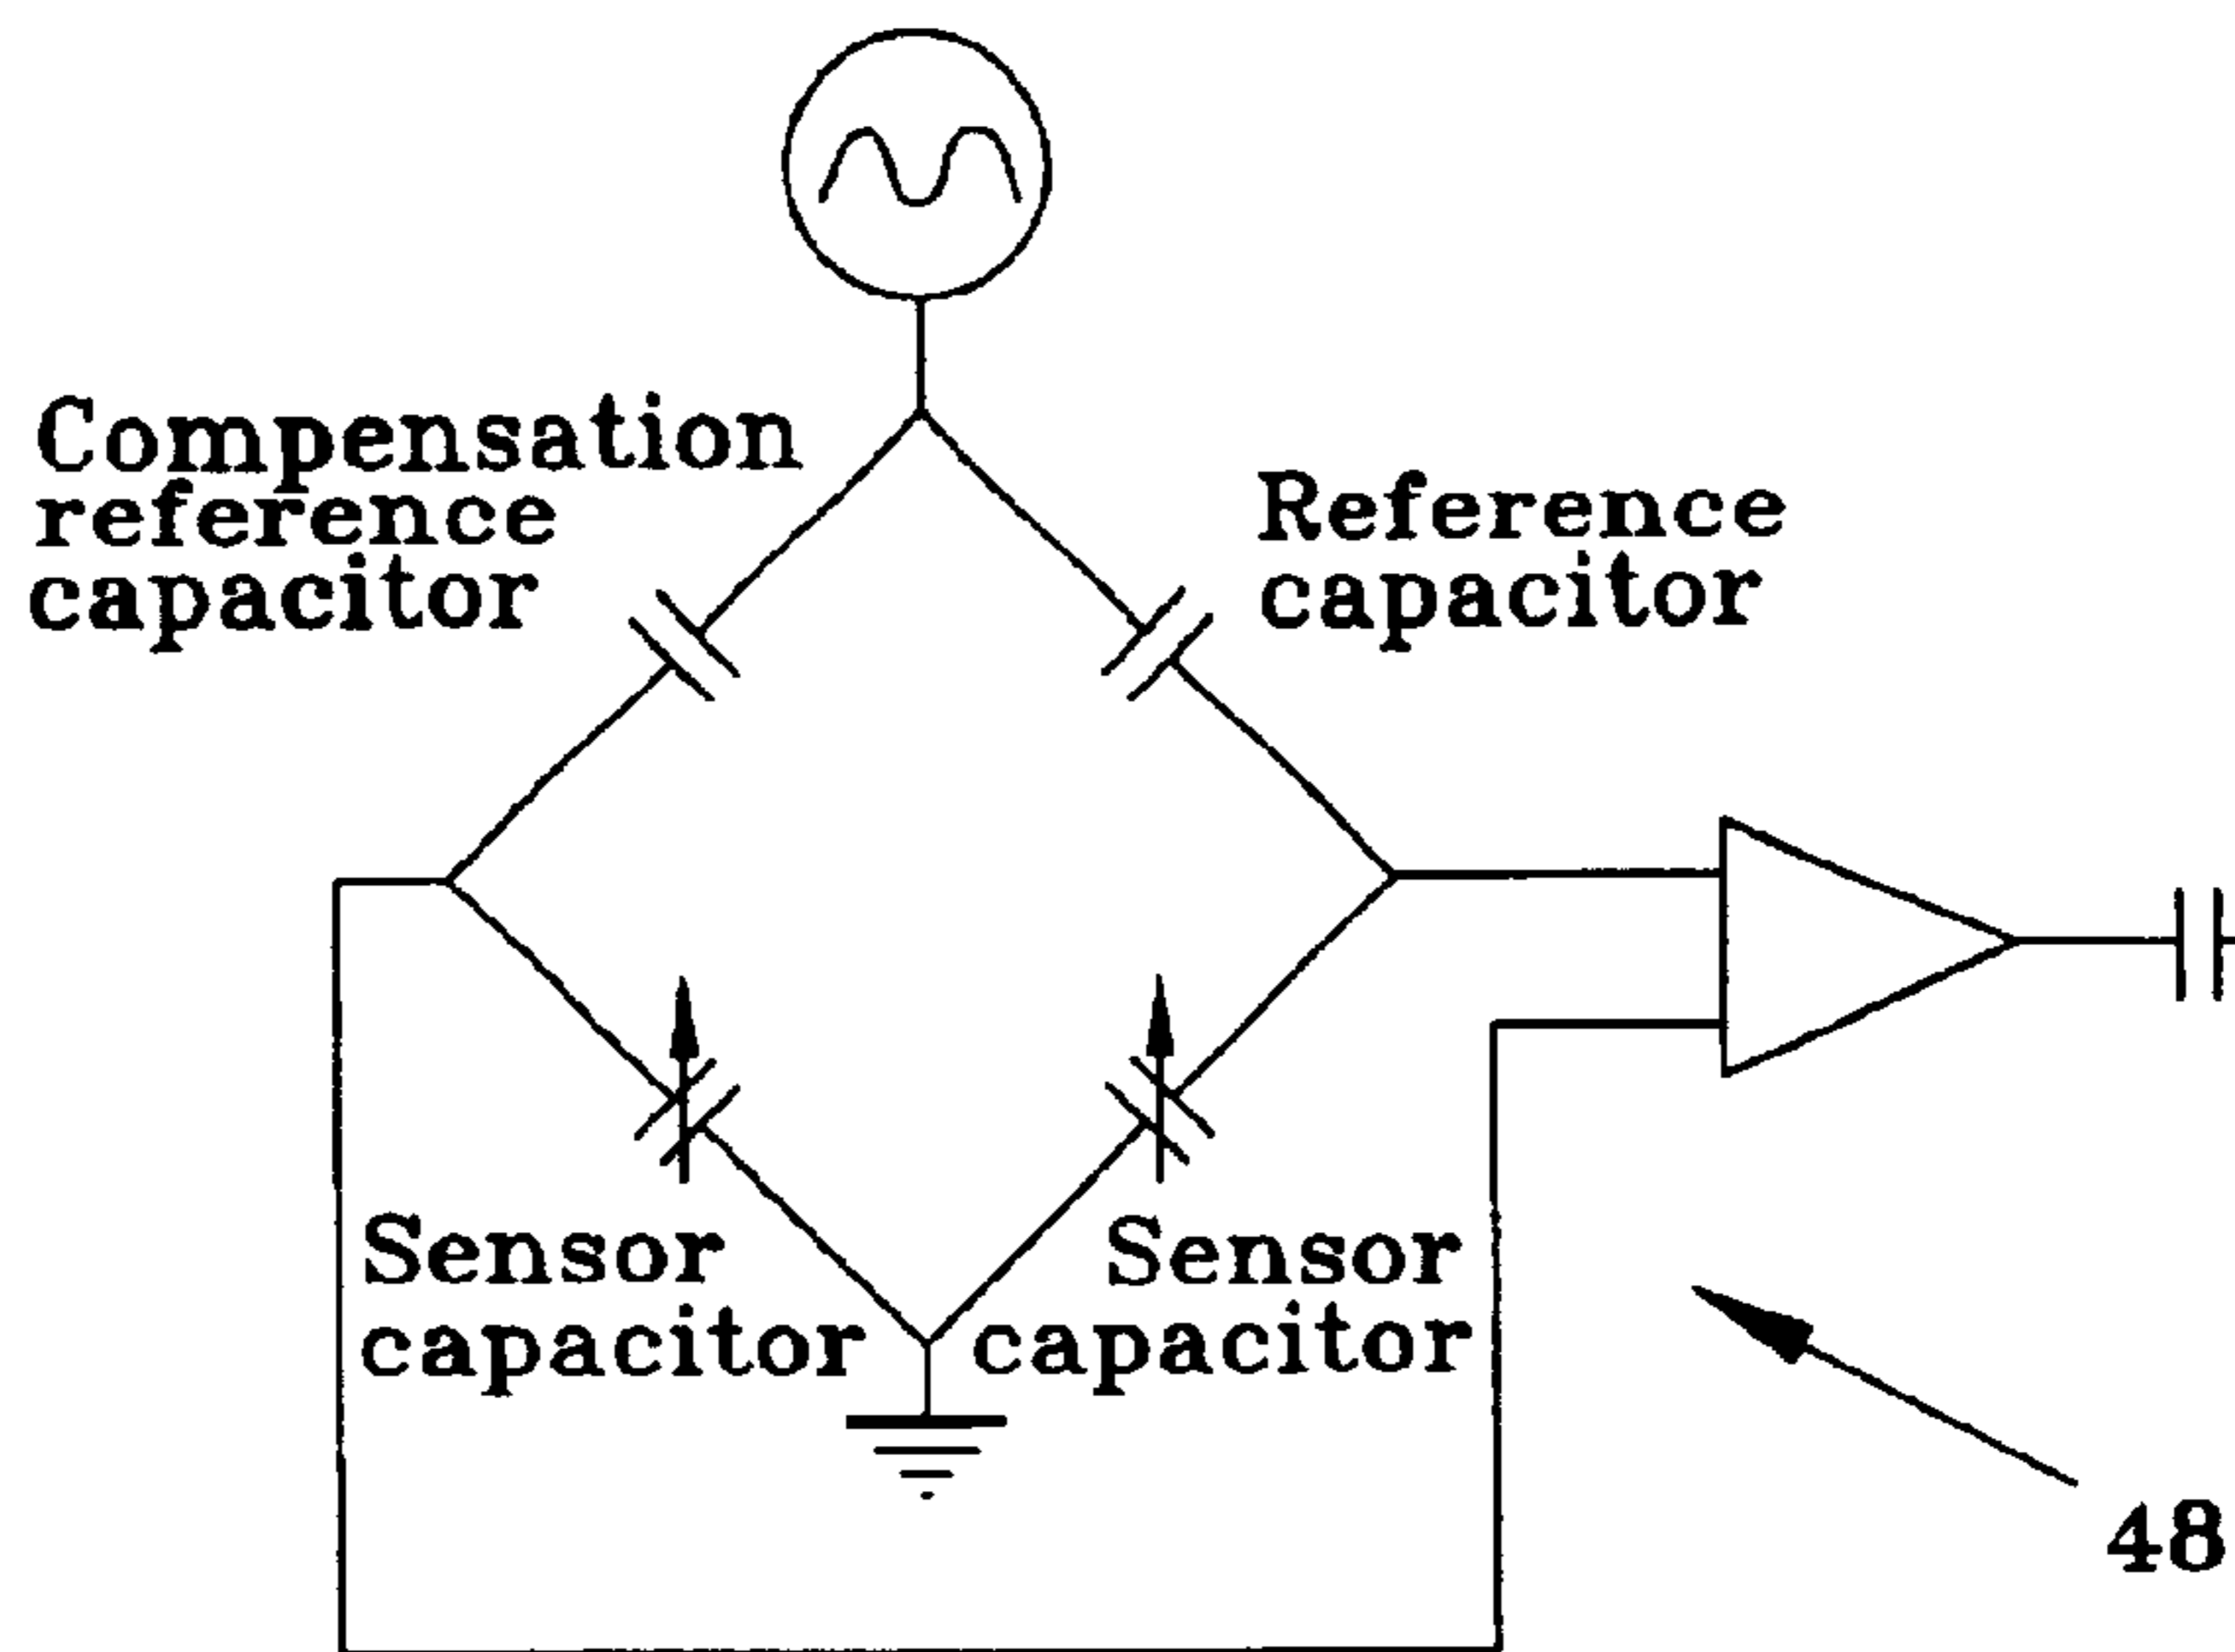 Compensation
reference
capacitor
Reference
capacitor
Sensor
capacitor
Sensor
capacitor
48